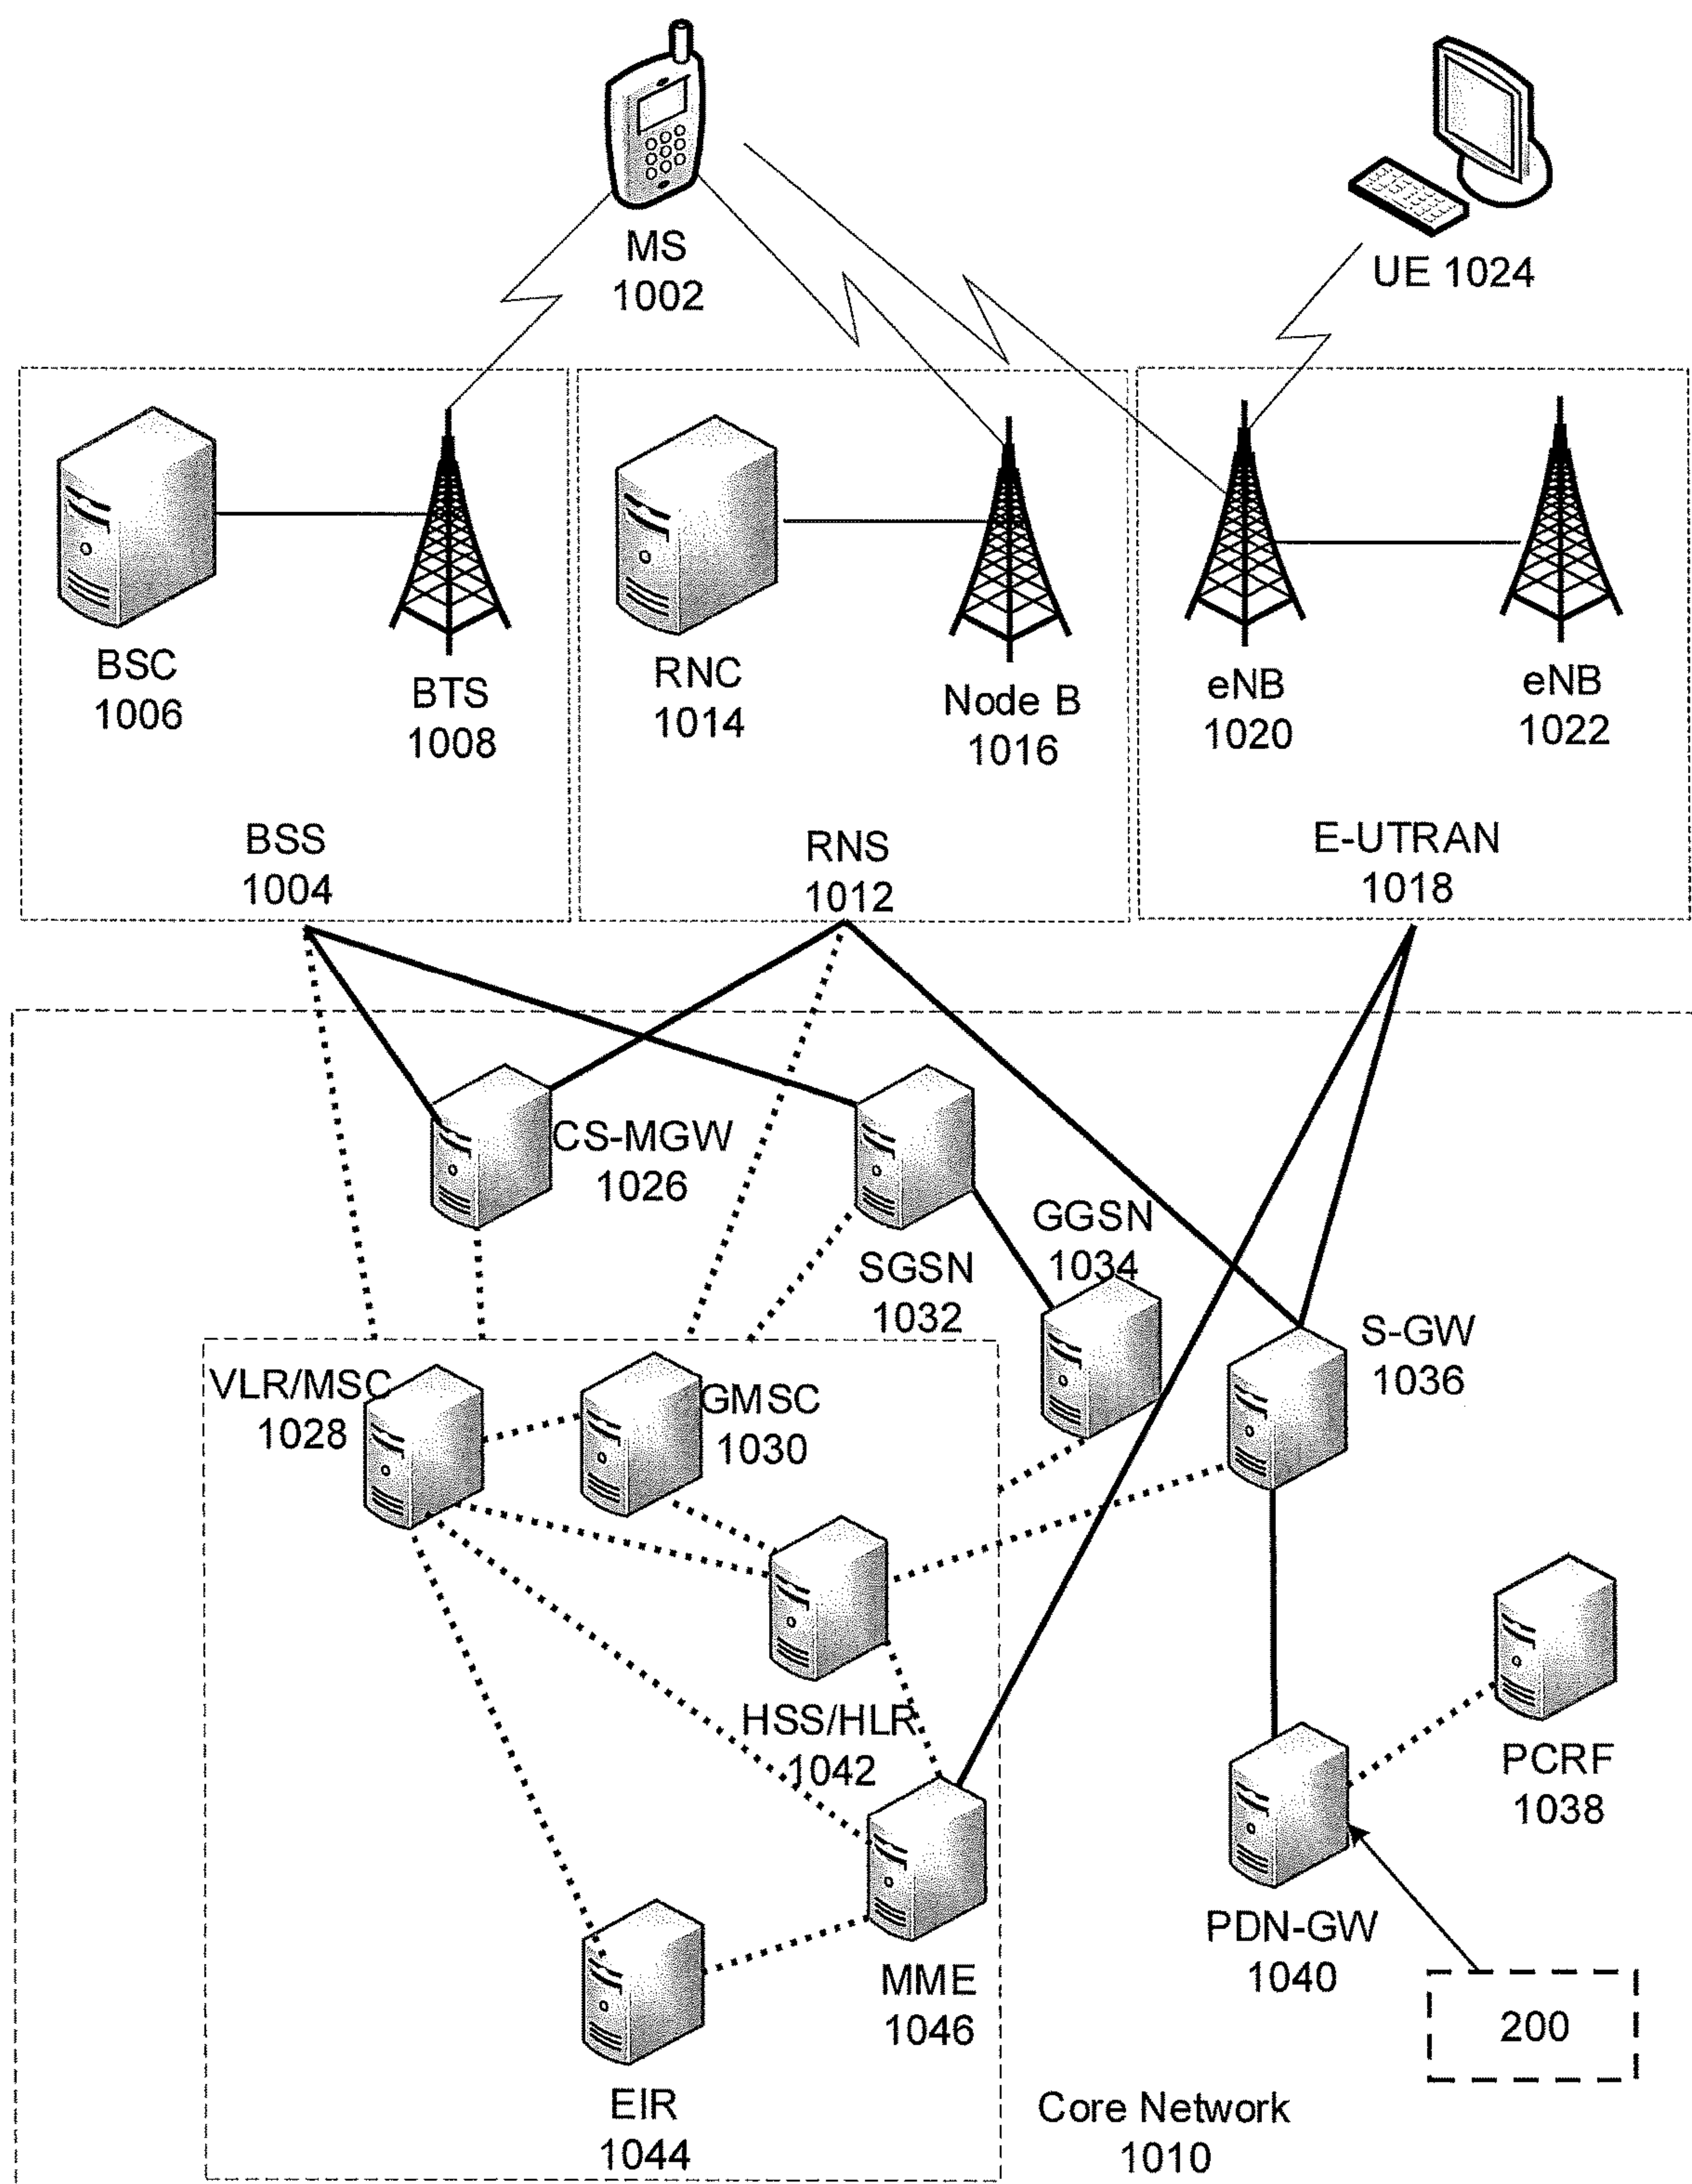 MS
1002
UE 1024
BSC
1006
BTS
1008
RNC
1014
Node B
1016
eNB
1020
eNB
1022
BSS
1004
RNS
1012
E-UTRAN
1018
CS-MGW
1026
SGSN
1032
GGSN
1034
S-GW
1036
VLR/MSC
1028
GMSC
1030
HSS/HLR
1042
PCRF
1038
MME
1046
PDN-GW
1040
200
EIR
1044
Core Network
1010